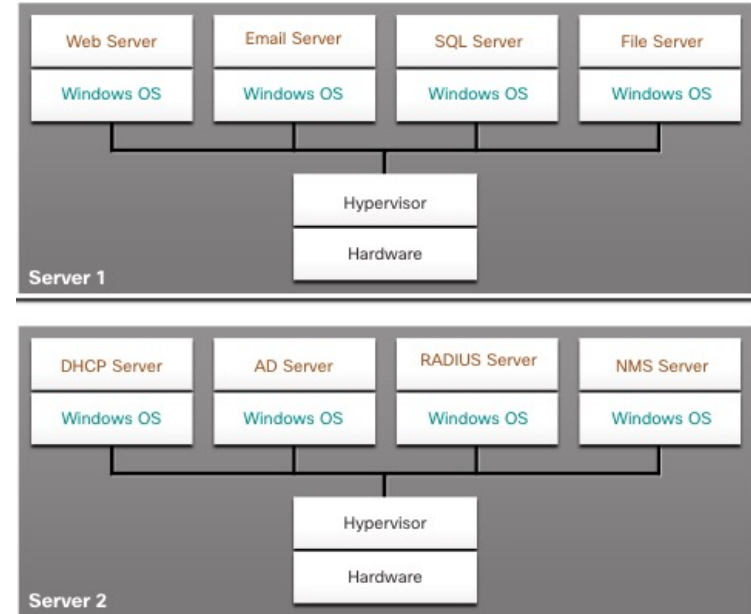 Web Server
Email Server
SQL Server
File Server
Windows OS
Windows OS
Windows OS
Windows OS
Hypervisor
Hardware
Server 1
DHCP Server
AD Server
RADIUS Server
NMS Server
Windows OS
Windows OS
Windows OS
Windows OS
Hypervisor
Hardware
Server 2